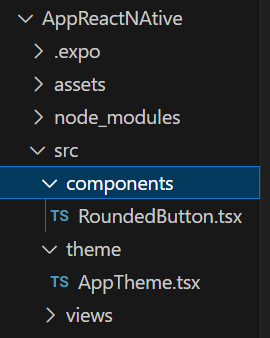 AppReactNAtive
.expo
assets
node_modules
src
components
TS RoundedButton.tsx
theme
TS AppTheme.tsx
views